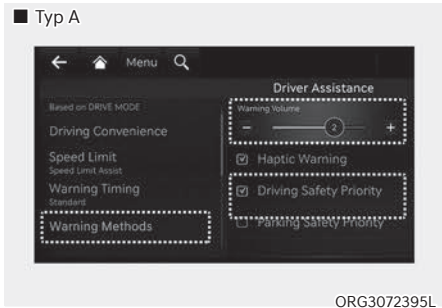 ■ Typ A
Menu
Driver Assistance
Based on DRIVE MODE
Driving Convenience
Speed Limit
Speed Limit Assist
Warning Timing
Standard
Warning Methods
Warning Volume
- 2 +
Haptic Warning
Driving Safety Priority
Parking Safety Priority
ORG3072395L